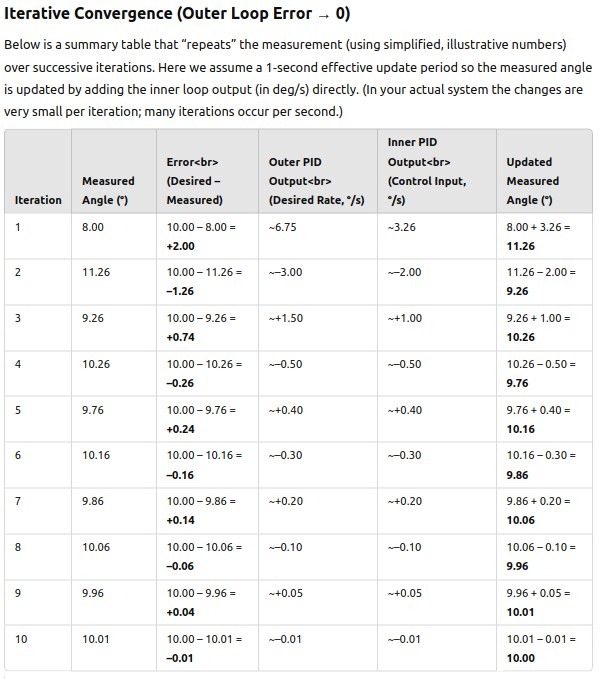 Iterative Convergence (Outer Loop Error → 0)
Below is a summary table that “repeats” the measurement (using simplified, illustrative numbers)
over successive iterations. Here we assume a 1-second effective update period so the measured angle
is updated by adding the inner loop output (in deg/s) directly. (In your actual system the changes are
very small per iteration; many iterations occur per second.)
Iteration
Measured
Angle (°)
Error<br>
(Desired –
Measured)
Outer PID
Output<br>
(Desired Rate, °/s)
Inner PID
Output<br>
(Control Input,
°/s)
Updated
Measured
Angle (°)
1
8.00
10.00 – 8.00 =
+2.00
~6.75
~3.26
8.00 + 3.26 =
11.26
2
11.26
10.00 – 11.26 =
–1.26
~–3.00
~–2.00
11.26 – 2.00 =
9.26
3
9.26
10.00 – 9.26 =
+0.74
~+1.50
~+1.00
9.26 + 1.00 =
10.26
4
10.26
10.00 – 10.26 =
–0.26
~–0.50
~–0.50
10.26 – 0.50 =
9.76
5
9.76
10.00 – 9.76 =
+0.24
~+0.40
~+0.40
9.76 + 0.40 =
10.16
6
10.16
10.00 – 10.16 =
–0.16
~–0.30
~–0.30
10.16 – 0.30 =
9.86
7
9.86
10.00 – 9.86 =
+0.14
~+0.20
~+0.20
9.86 + 0.20 =
10.06
8
10.06
10.00 – 10.06 =
–0.06
~–0.10
~–0.10
10.06 – 0.10 =
9.96
9
9.96
10.00 – 9.96 =
+0.04
~+0.05
~+0.05
9.96 + 0.05 =
10.01
10
10.01
10.00 – 10.01 =
–0.01
~–0.01
~–0.01
10.01 – 0.01 =
10.00